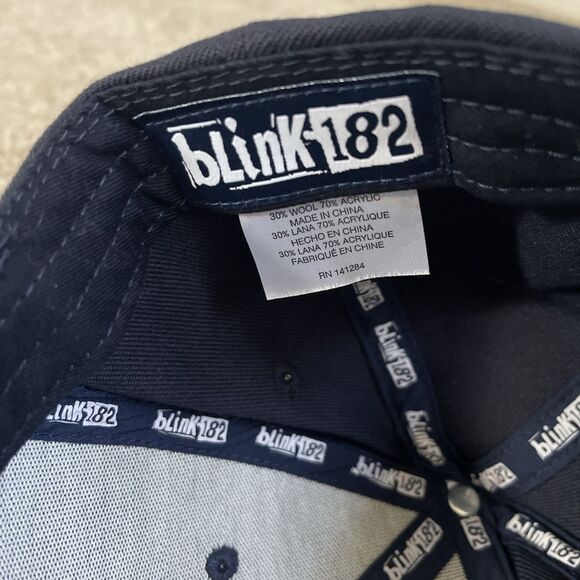 blink-182
30% WOOL 70% ACRYLIC
MADE IN CHINA
30% LANA 70% ACRYLIQUE
HECHO EN CHINA
30% LANA 70% ACRYLIQUE
FABRIQUÉ EN CHINE
RN 141284
blink-182
blink-182
blink-182
blink-182
blink-182
blink-182
blink-182
blink-182
blink-182
blink-182